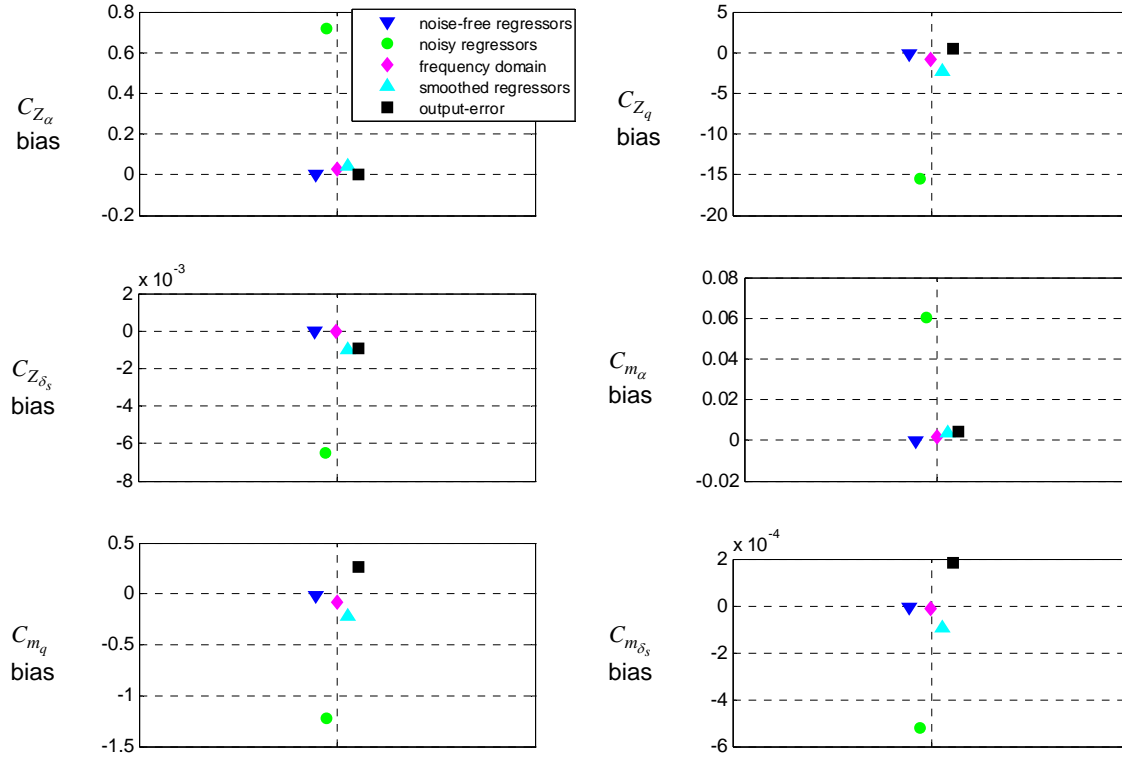 noise-free regressors
noisy regressors
frequency domain
smoothed regressors
output-error
C_{Z_α}
bias
0.8
0.6
0.4
0.2
0
-0.2
C_{Z_q}
bias
5
0
-5
-10
-15
-20
C_{Z_{δ_s}}
bias
x 10^{-3}
2
0
-2
-4
-6
-8
C_{m_α}
bias
0.08
0.06
0.04
0.02
0
-0.02
C_{m_q}
bias
0.5
0
-0.5
-1
-1.5
C_{m_{δ_s}}
bias
x 10^{-4}
2
0
-2
-4
-6